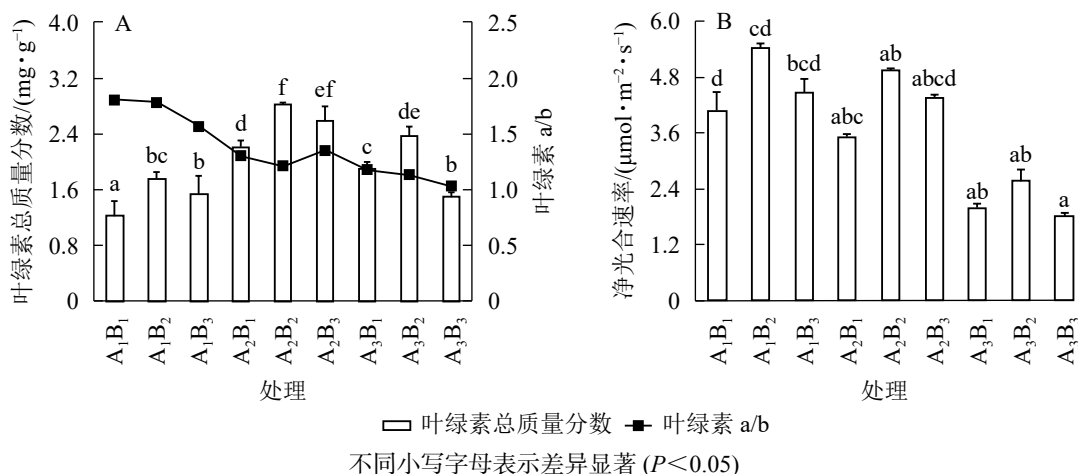 A
叶绿素总质量分数/(mg·g⁻¹)
4.0
3.2
2.4
1.6
0.8
0
a
bc
b
d
f
ef
c
de
b
2.5
2.0
1.5
1.0
0.5
0
叶绿素 a/b
A₁B₁
A₁B₂
A₁B₃
A₂B₁
A₂B₂
A₂B₃
A₃B₁
A₃B₂
A₃B₃
处理
B
净光合速率/(μmol·m⁻²·s⁻¹)
6.0
4.8
3.6
2.4
1.2
0
d
cd
bcd
abc
ab
abcd
ab
ab
a
A₁B₁
A₁B₂
A₁B₃
A₂B₁
A₂B₂
A₂B₃
A₃B₁
A₃B₂
A₃B₃
处理
叶绿素总质量分数 叶绿素 a/b
不同小写字母表示差异显著 (P＜0.05)